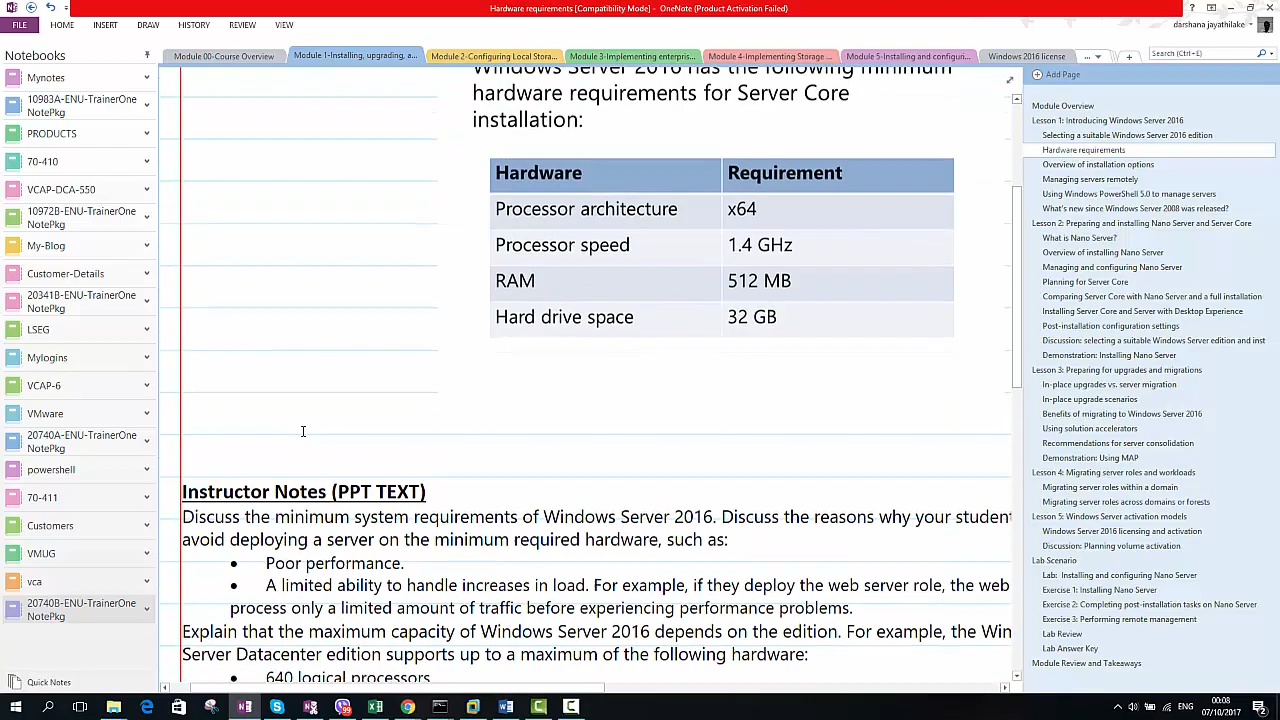 Hardware requirements [Compatibility Mode] - OneNote (Product Activation Failed)
FILE HOME INSERT DRAW HISTORY REVIEW VIEW
darshana jayathilake
Notebooks
Module 00-Course Overview
Module 1-Installing, upgrading, a...
Module 2-Configuring Local Stora...
Module 3-Implementing enterpris...
Module 4-Implementing Storage ...
Module 5-Installing and configuri...
Windows 2016 license
...
Search (Ctrl+E)
Mynotes
10983A-ENU-TrainerOne
NotePkg
PRODUCTS
70-410
VCAP-DCA-550
10972B-ENU-TrainerOne
NotePkg
My-Blog
Customer-Details
20341B-ENU-TrainerOne
NotePkg
LSEG
Mylogins
VCAP-6
VMware
20740A-ENU-TrainerOne
NotePkg
powershell
70-411
Customers
VMUG
vca
20740B-ENU-TrainerOne
NotePkg
Quick Notes
Windows Server 2016 has the following minimum
hardware requirements for Server Core
installation:
Hardware Requirement
Processor architecture x64
Processor speed 1.4 GHz
RAM 512 MB
Hard drive space 32 GB
Instructor Notes (PPT TEXT)
Discuss the minimum system requirements of Windows Server 2016. Discuss the reasons why your student
avoid deploying a server on the minimum required hardware, such as:
• Poor performance.
• A limited ability to handle increases in load. For example, if they deploy the web server role, the web
process only a limited amount of traffic before experiencing performance problems.
Explain that the maximum capacity of Windows Server 2016 depends on the edition. For example, the Win
Server Datacenter edition supports up to a maximum of the following hardware:
• 640 logical processors
Add Page
Module Overview
Lesson 1: Introducing Windows Server 2016
Selecting a suitable Windows Server 2016 edition
Hardware requirements
Overview of installation options
Managing servers remotely
Using Windows PowerShell 5.0 to manage servers
What's new since Windows Server 2008 was released?
Lesson 2: Preparing and installing Nano Server and Server Core
What is Nano Server?
Overview of installing Nano Server
Managing and configuring Nano Server
Planning for Server Core
Comparing Server Core with Nano Server and a full installation
Installing Server Core and Server with Desktop Experience
Post-installation configuration settings
Discussion: selecting a suitable Windows Server edition and inst
Demonstration: Installing Nano Server
Lesson 3: Preparing for upgrades and migrations
In-place upgrades vs. server migration
In-place upgrade scenarios
Benefits of migrating to Windows Server 2016
Using solution accelerators
Recommendations for server consolidation
Demonstration: Using MAP
Lesson 4: Migrating server roles and workloads
Migrating server roles within a domain
Migrating server roles across domains or forests
Lesson 5: Windows Server activation models
Windows Server 2016 licensing and activation
Discussion: Planning volume activation
Lab Scenario
Lab: Installing and configuring Nano Server
Exercise 1: Installing Nano Server
Exercise 2: Completing post-installation tasks on Nano Server
Exercise 3: Performing remote management
Lab Review
Lab Answer Key
Module Review and Takeaways
00:08
07/10/2017